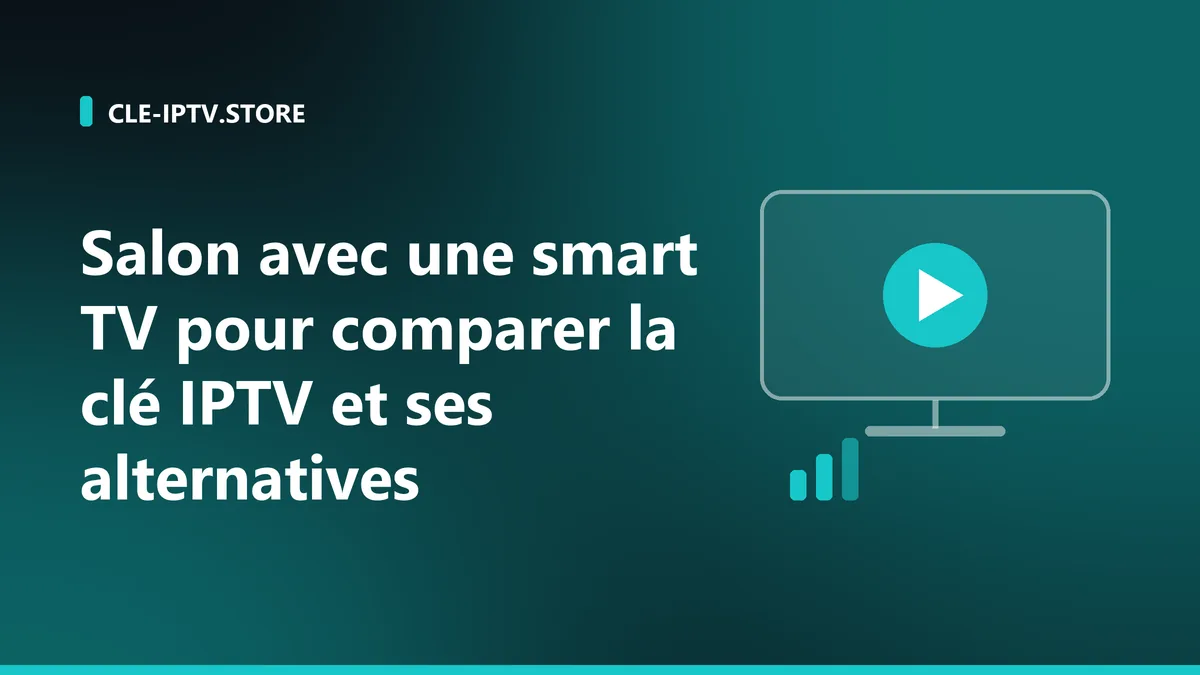 CLE-IPTV.STORE
Salon avec une smart
TV pour comparer la
clé IPTV et ses
alternatives